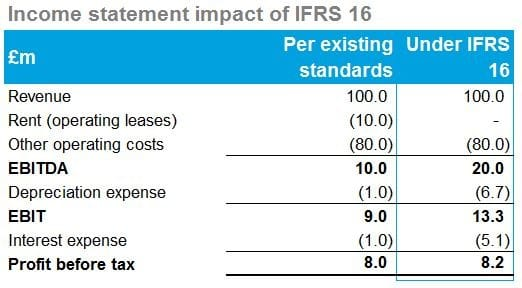 Income statement impact of IFRS 16
£m Per existing standards Under IFRS 16
Revenue 100.0 100.0
Rent (operating leases) (10.0) -
Other operating costs (80.0) (80.0)
EBITDA 10.0 20.0
Depreciation expense (1.0) (6.7)
EBIT 9.0 13.3
Interest expense (1.0) (5.1)
Profit before tax 8.0 8.2